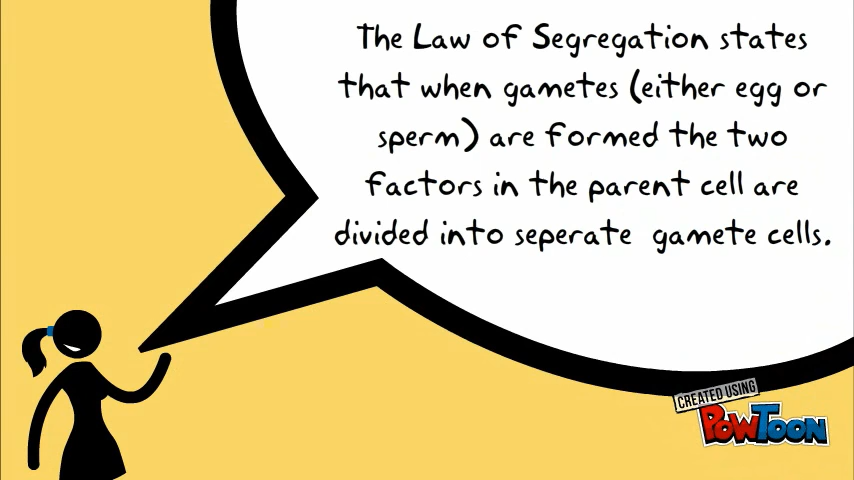 The Law of Segregation states
that when gametes (either egg or
sperm) are formed the two
factors in the parent cell are
divided into seperate gamete cells.
CREATED USING
POWTOON